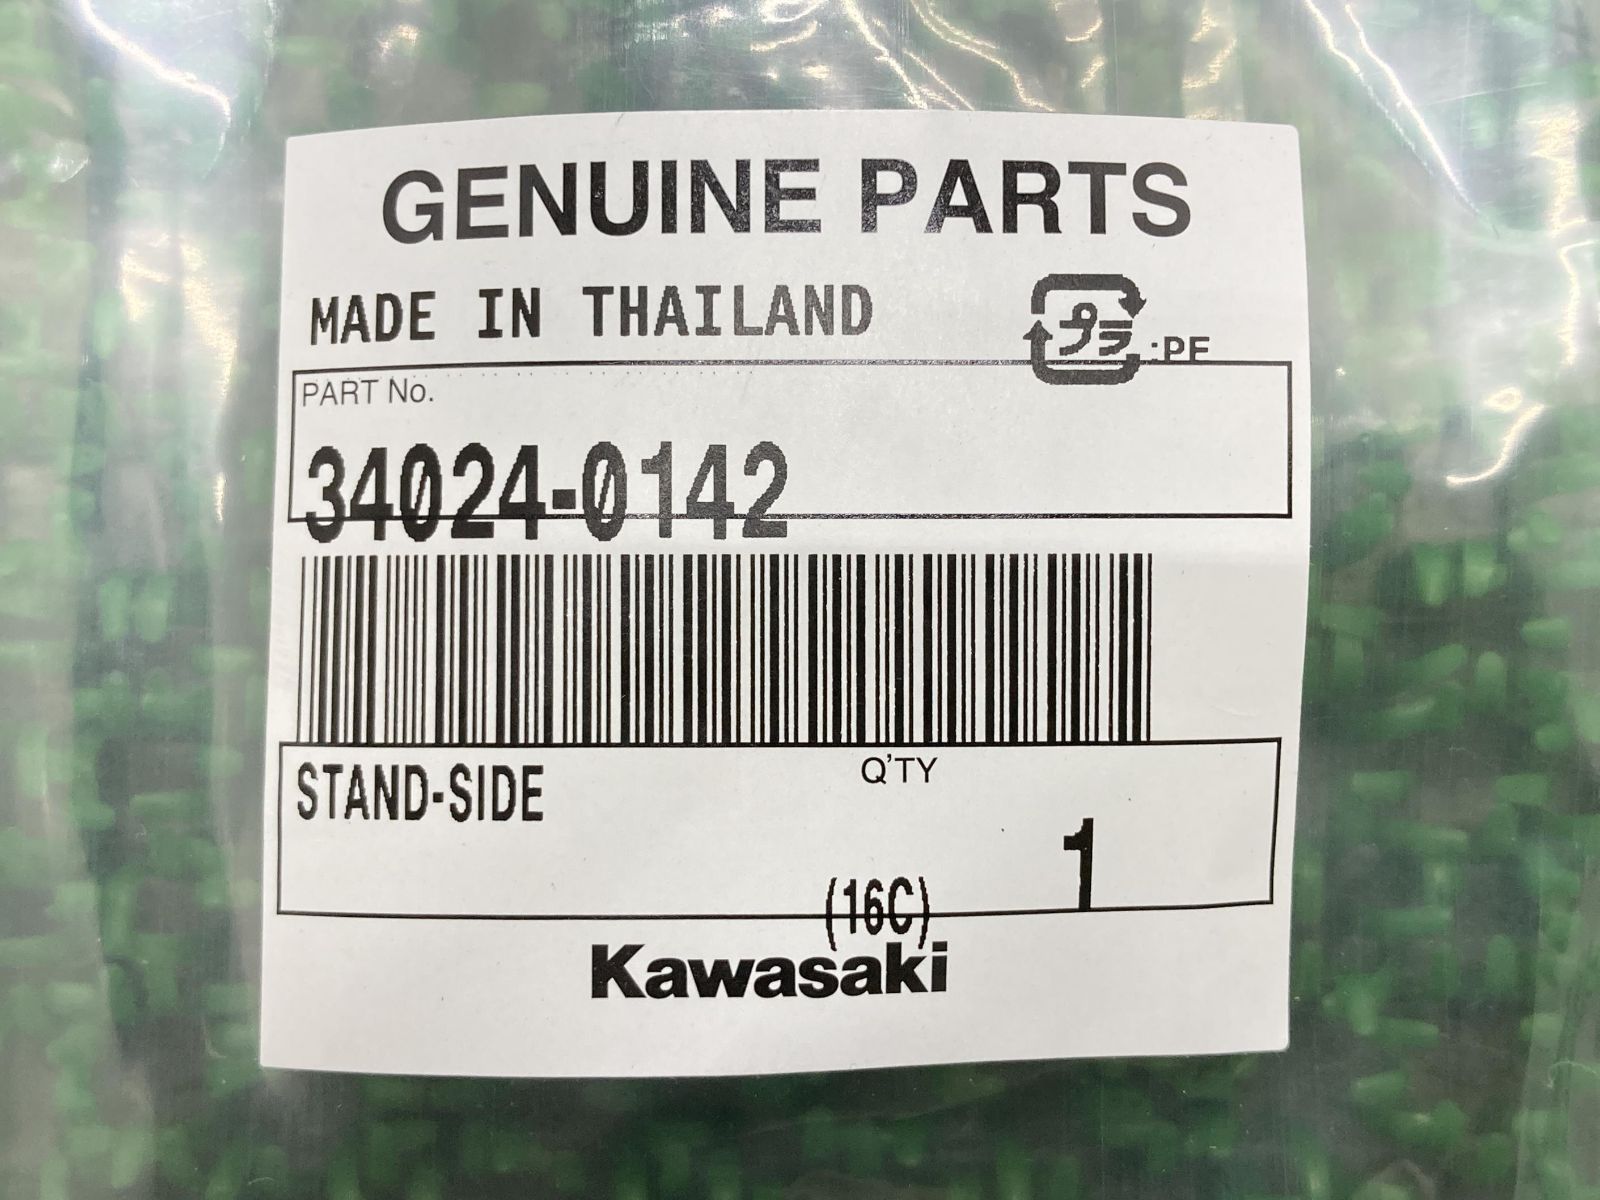 GENUINE PARTS
MADE IN THAILAND
プラ :PE
PART No.
34024-0142
STAND-SIDE
Q'TY
1
(16C)
Kawasaki